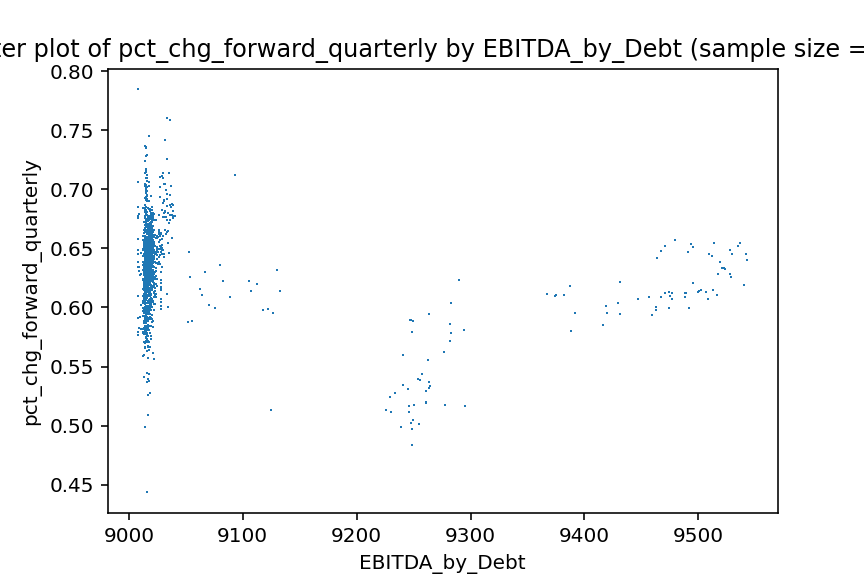 ter plot of pct_chg_forward_quarterly by EBITDA_by_Debt (sample size =
0.80
0.75
0.70
0.65
0.60
0.55
0.50
0.45
pct_chg_forward_quarterly
9000 9100 9200 9300 9400 9500
EBITDA_by_Debt